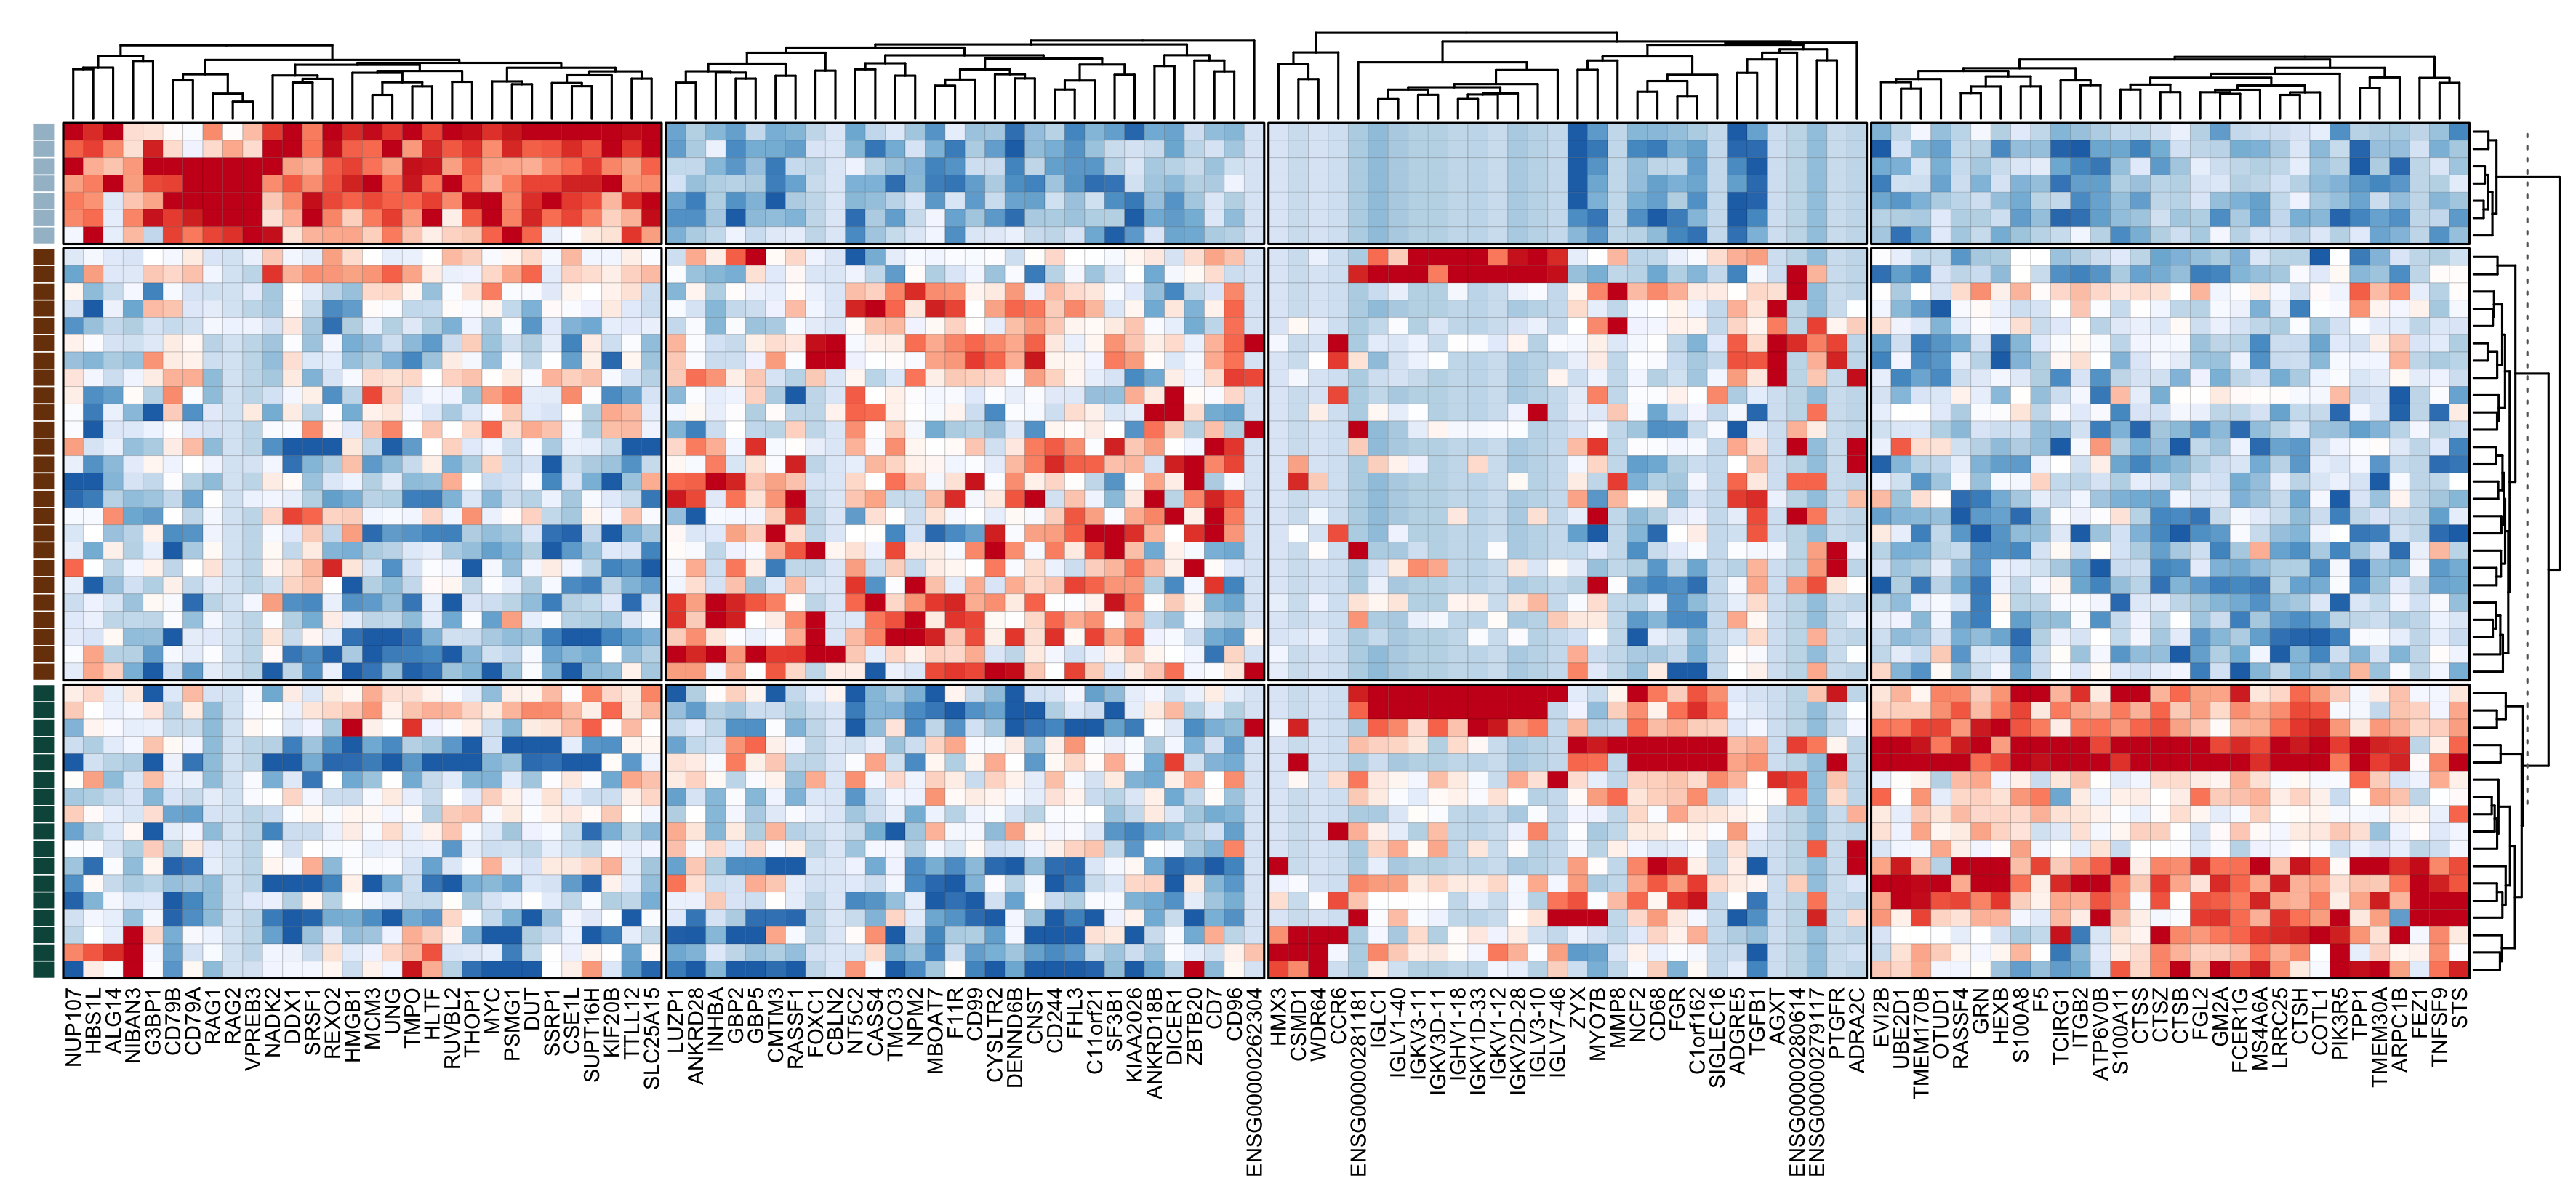 NUP107
HBS1L
ALG14
NIBAN3
G3BP1
CD79B
CD79A
RAG1
RAG2
VPREB3
NADK2
DDX1
SRSF1
REXO2
HMGB1
MCM3
UNG
TMPO
HLTF
RUVBL2
THOP1
MYC
PSMG1
DUT
SSRP1
CSE1L
SUPT16H
KIF20B
TTLL12
SLC25A15
LUZP1
ANKRD28
INHBA
GBP2
GBP5
CMTM3
RASSF1
FOXC1
CBLN2
NT5C2
CASS4
TMCO3
NPM2
MBOAT7
F11R
CD99
CYSLTR2
DENND6B
CNST
CD244
FHL3
C11orf21
SF3B1
KIAA2026
ANKRD18B
DICER1
ZBTB20
CD7
CD96
ENSG00000262304
HMX3
CSMD1
WDR64
CCR6
ENSG00000281181
IGLC1
IGLV1-40
IGKV3-11
IGKV3D-11
IGHV1-18
IGKV1D-33
IGKV1-12
IGKV2D-28
IGLV3-10
IGLV7-46
ZYX
MYO7B
MMP8
NCF2
CD68
FGR
C1orf162
SIGLEC16
ADGRE5
TGFB1
AGXT
ENSG00000280614
ENSG00000279117
PTGFR
ADRA2C
EVI2B
UBE2D1
TMEM170B
OTUD1
RASSF4
GRN
HEXB
S100A8
F5
TCIRG1
ITGB2
ATP6V0B
S100A11
CTSS
CTSZ
CTSB
FGL2
GM2A
FCER1G
MS4A6A
LRRC25
CTSH
COTL1
PIK3R5
TPP1
TMEM30A
ARPC1B
FEZ1
TNFSF9
STS